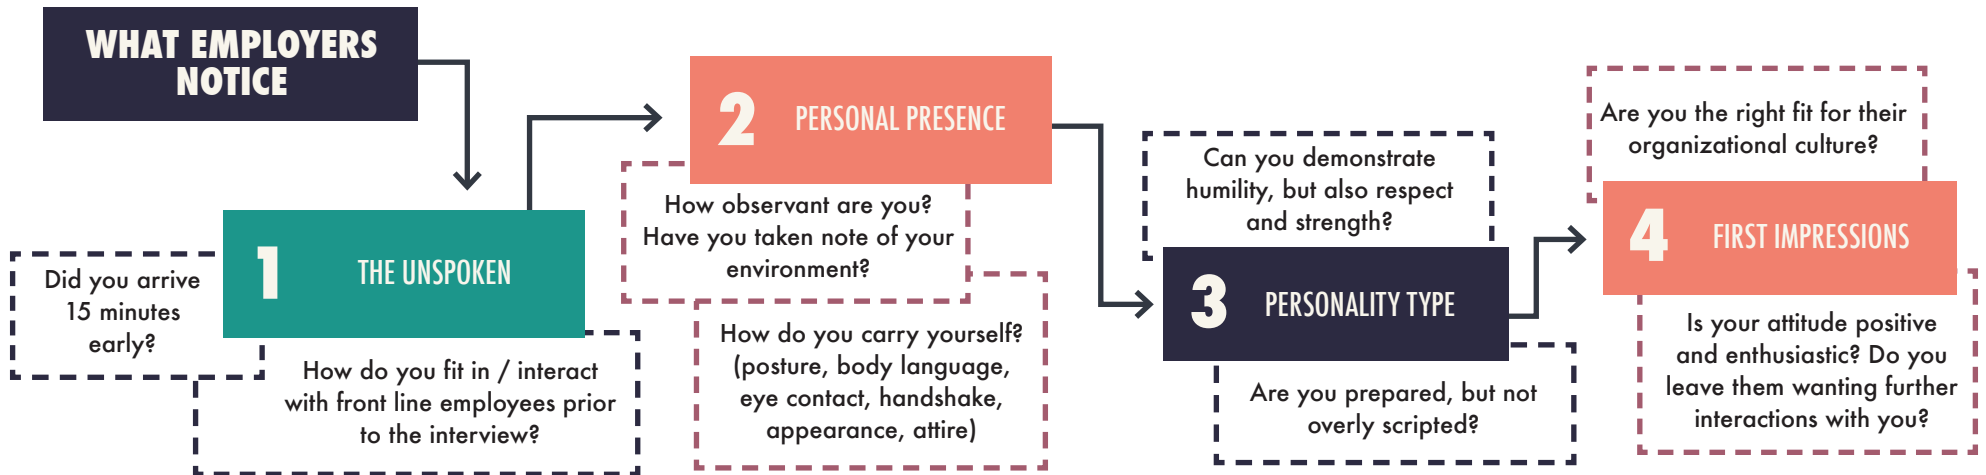 WHAT EMPLOYERS
NOTICE
1
THE UNSPOKEN
Did you arrive
15 minutes
early?
How do you fit in / interact
with front line employees prior
to the interview?
2
PERSONAL PRESENCE
How observant are you?
Have you taken note of your
environment?
How do you carry yourself?
(posture, body language,
eye contact, handshake,
appearance, attire)
Can you demonstrate
humility, but also respect
and strength?
3
PERSONALITY TYPE
Are you prepared, but not
overly scripted?
Are you the right fit for their
organizational culture?
4
FIRST IMPRESSIONS
Is your attitude positive
and enthusiastic? Do you
leave them wanting further
interactions with you?